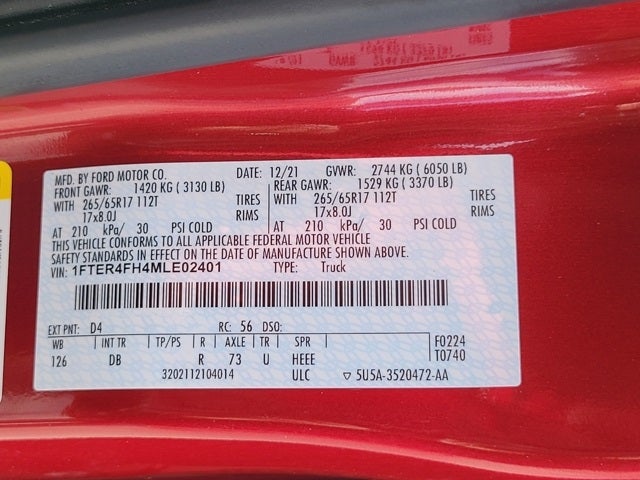 MFD. BY FORD MOTOR CO. DATE: 12/21 GVWR: 2744 KG ( 6050 LB)
FRONT GAWR: 1420 KG ( 3130 LB) REAR GAWR: 1529 KG ( 3370 LB)
WITH 265/65R17 112T TIRES WITH 265/65R17 112T TIRES
17x8.0J RIMS 17x8.0J RIMS
AT 210 kPa/ 30 PSI COLD AT 210 kPa/ 30 PSI COLD
THIS VEHICLE CONFORMS TO ALL APPLICABLE FEDERAL MOTOR VEHICLE
SAFETY STANDARDS IN EFFECT ON THE DATE OF MANUFACTURE SHOWN ABOVE.
VIN: 1FTER4FH4MLE02401 TYPE: Truck
EXT PNT: D4 RC: 56 DSO:
WB INT TR TP/PS R AXLE TR SPR F0224
126 DB R 73 U HEEE T0740
3202112104014 ULC ▽ 5U5A-3520472-AA